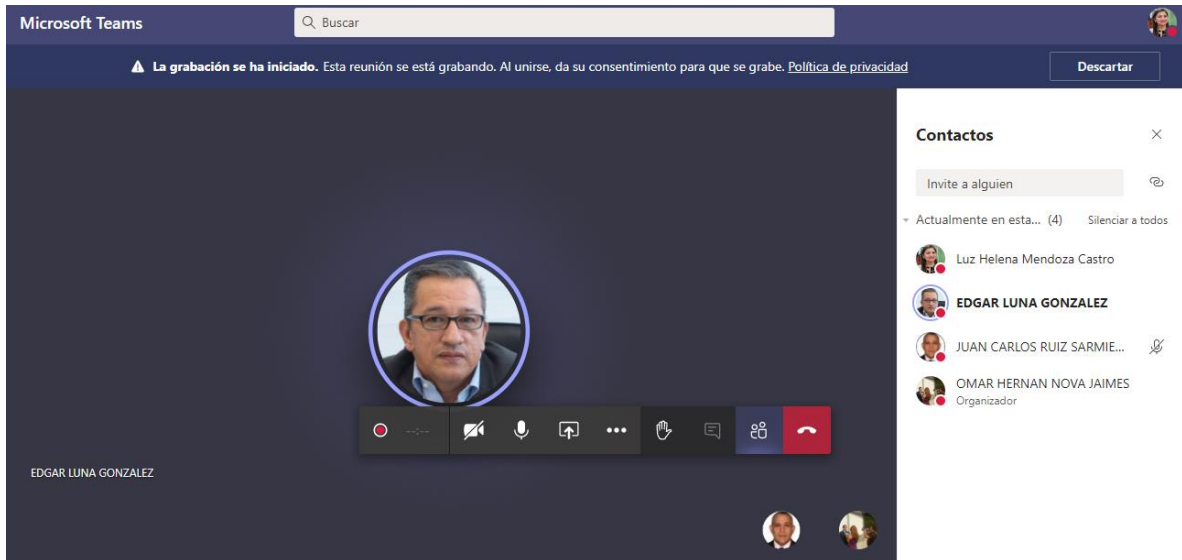 Microsoft Teams
Buscar
La grabación se ha iniciado. Esta reunión se está grabando. Al unirse, da su consentimiento para que se grabe. Política de privacidad
Descartar
Contactos
Invite a alguien
Actualmente en esta... (4) Silenciar a todos
Luz Helena Mendoza Castro
EDGAR LUNA GONZALEZ
JUAN CARLOS RUIZ SARMIE...
OMAR HERNAN NOVA JAIMES
Organizador
--:--
EDGAR LUNA GONZALEZ